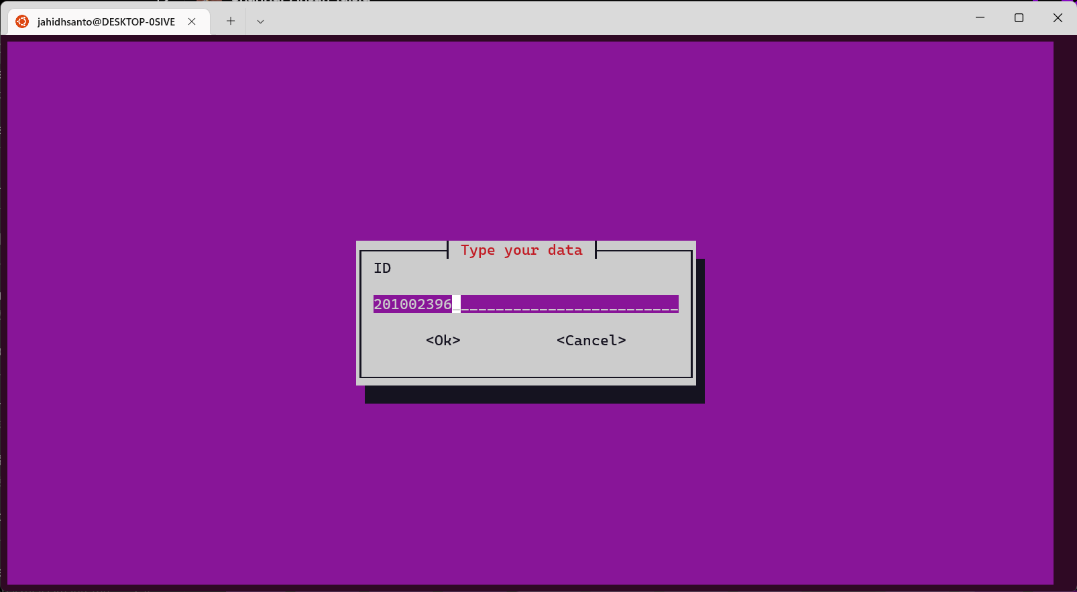 jahidhsanto@DESKTOP-0SIVE
Type your data
ID
201002396
<Ok> <Cancel>